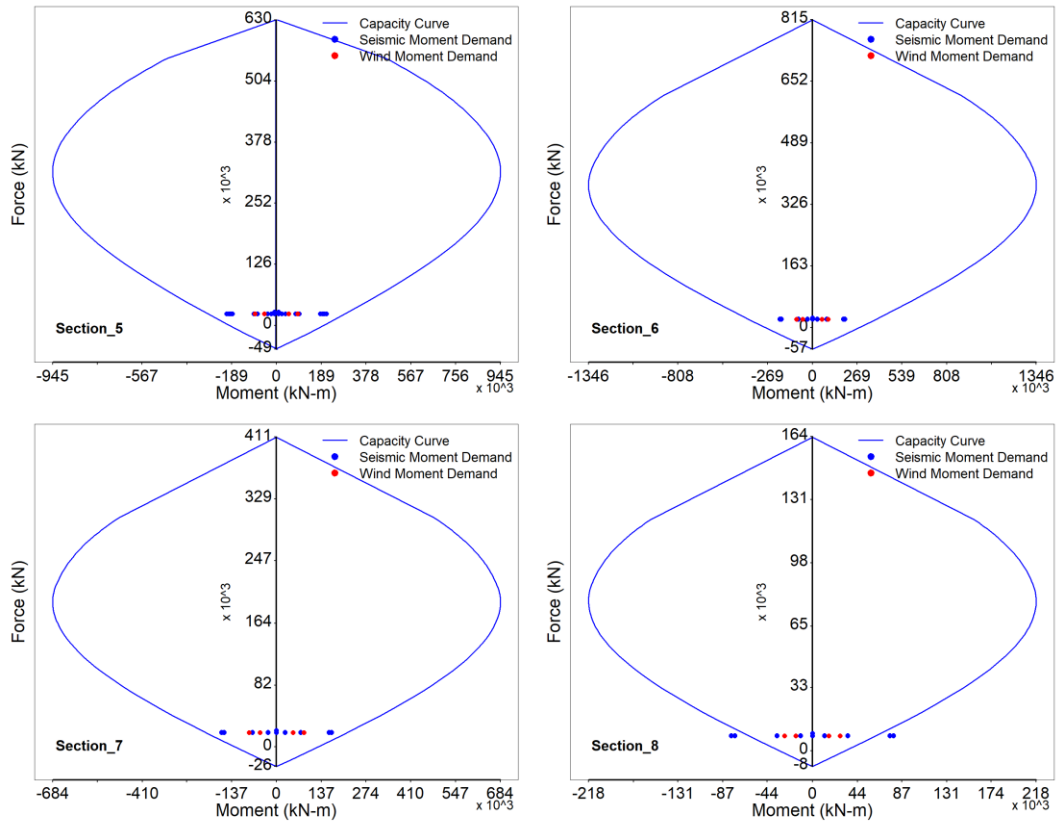 630
Capacity Curve
Seismic Moment Demand
Wind Moment Demand
504
378
252
126
0
-49
Force (kN)
x 10^3
Section_5
-945 -567 -189 0 189 378 567 756 945
Moment (kN-m)
x 10^3
815
Capacity Curve
Seismic Moment Demand
Wind Moment Demand
652
489
326
163
0
-57
Force (kN)
x 10^3
Section_6
-1346 -808 -269 0 269 539 808 1346
Moment (kN-m)
x 10^3
411
Capacity Curve
Seismic Moment Demand
Wind Moment Demand
329
247
164
82
0
-26
Force (kN)
x 10^3
Section_7
-684 -410 -137 0 137 274 410 547 684
Moment (kN-m)
x 10^3
164
Capacity Curve
Seismic Moment Demand
Wind Moment Demand
131
98
65
33
0
-8
Force (kN)
x 10^3
Section_8
-218 -131 -87 -44 0 44 87 131 174 218
Moment (kN-m)
x 10^3